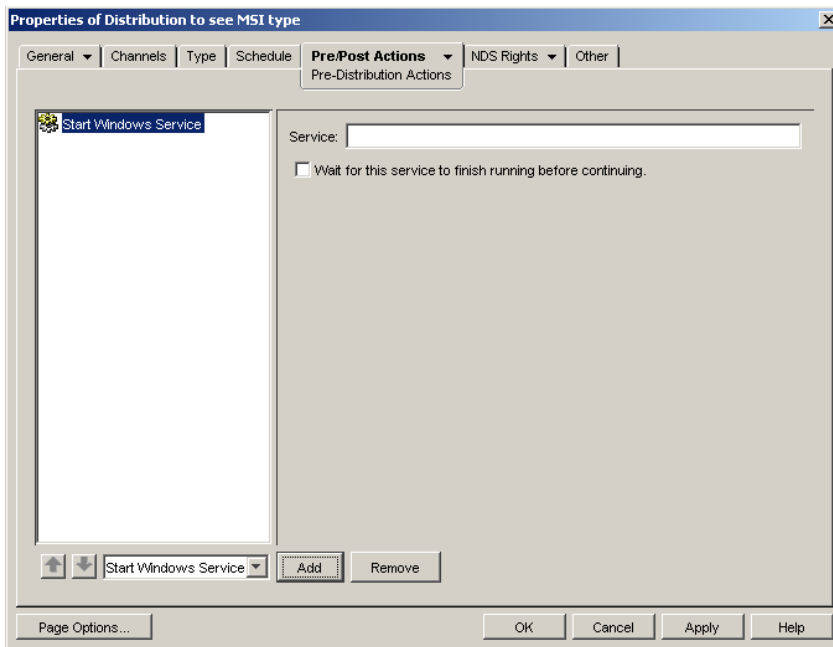 Properties of Distribution to see MSI type
General Channels Type Schedule Pre/Post Actions NDS Rights Other
Pre-Distribution Actions
Start Windows Service
Service:
Wait for this service to finish running before continuing.
Start Windows Service Add Remove
Page Options... OK Cancel Apply Help